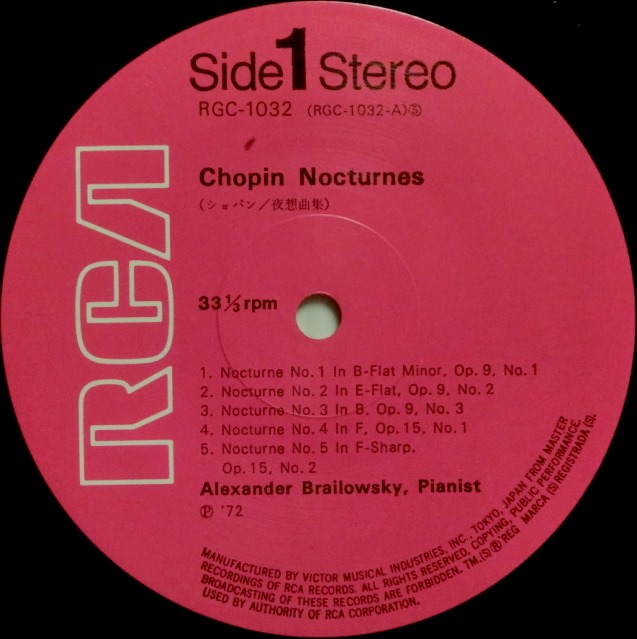 Side 1 Stereo
RGC-1032 (RGC-1032-A)Ⓢ
Chopin Nocturnes
(ショパン／夜想曲集)
RCA
33⅓ rpm
1. Nocturne No. 1 In B-Flat Minor, Op. 9, No. 1
2. Nocturne No. 2 In E-Flat, Op. 9, No. 2
3. Nocturne No. 3 In B, Op. 9, No. 3
4. Nocturne No. 4 In F, Op. 15, No. 1
5. Nocturne No. 5 In F-Sharp.
Op. 15, No. 2
Alexander Brailowsky, Pianist
Ⓟ '72
MANUFACTURED BY VICTOR MUSICAL INDUSTRIES, INC., TOKYO, JAPAN FROM MASTER
RECORDINGS OF RCA RECORDS. ALL RIGHTS RESERVED, COPYING, PUBLIC PERFORMANCE,
BROADCASTING OF THESE RECORDS ARE FORBIDDEN. TM.(S) ® REG MARCA (S) REGISTRADA (S).
USED BY AUTHORITY OF RCA CORPORATION.